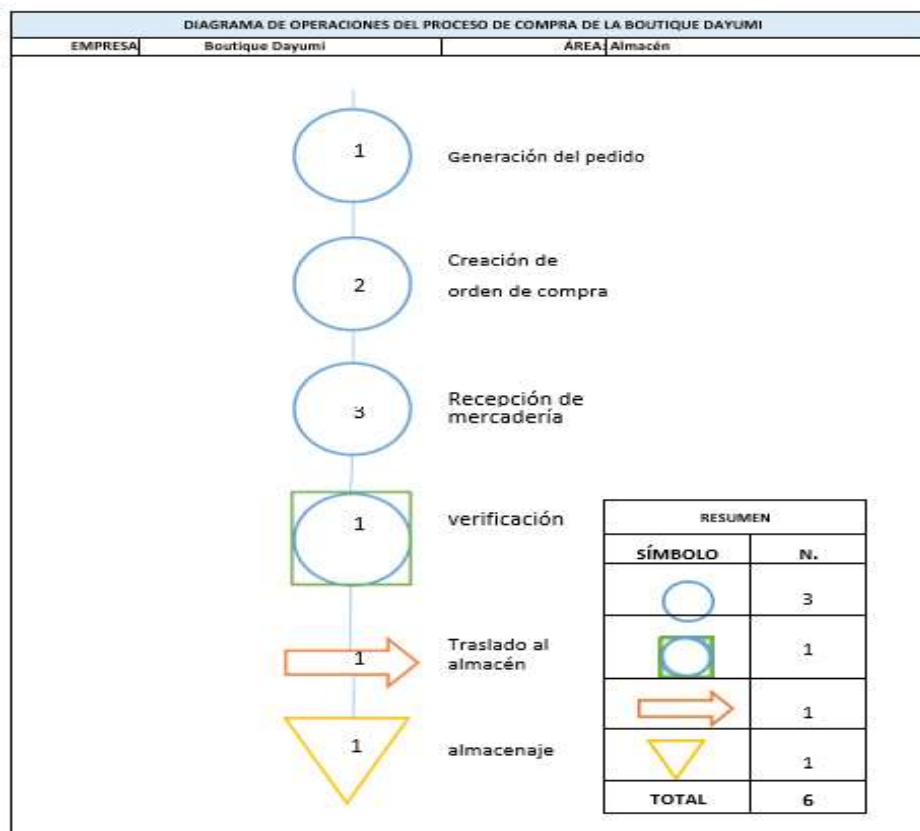 DIAGRAMA DE OPERACIONES DEL PROCESO DE COMPRA DE LA BOUTIQUE DAYUMI
EMPRESA Boutique Dayumi ÁREA: Almacén
1 Generación del pedido
2 Creación de
orden de compra
3 Recepción de
mercadería
1 verificación
1 Traslado al
almacén
1 almacenaje
RESUMEN
SÍMBOLO N.
3
1
1
1
TOTAL 6